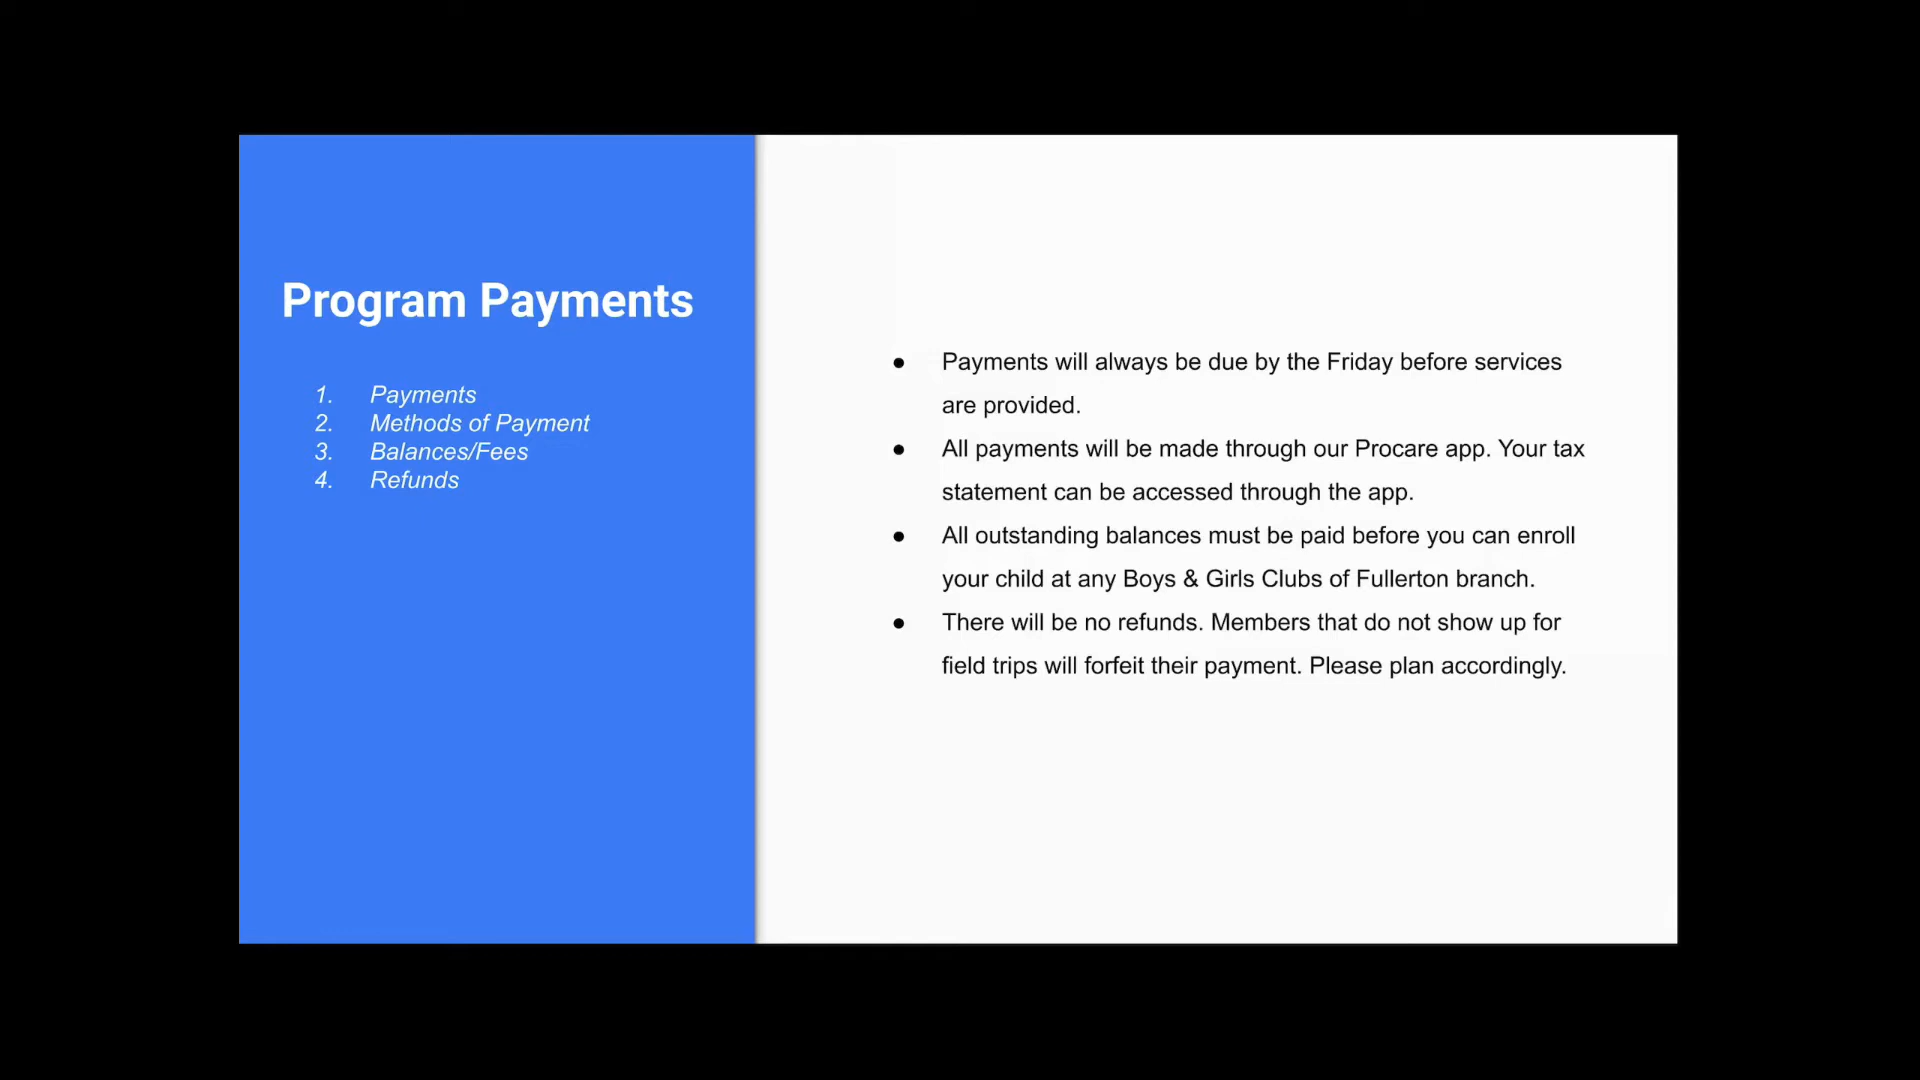 Program Payments
1. Payments
2. Methods of Payment
3. Balances/Fees
4. Refunds
● Payments will always be due by the Friday before services
are provided.
● All payments will be made through our Procare app. Your tax
statement can be accessed through the app.
● All outstanding balances must be paid before you can enroll
your child at any Boys & Girls Clubs of Fullerton branch.
● There will be no refunds. Members that do not show up for
field trips will forfeit their payment. Please plan accordingly.